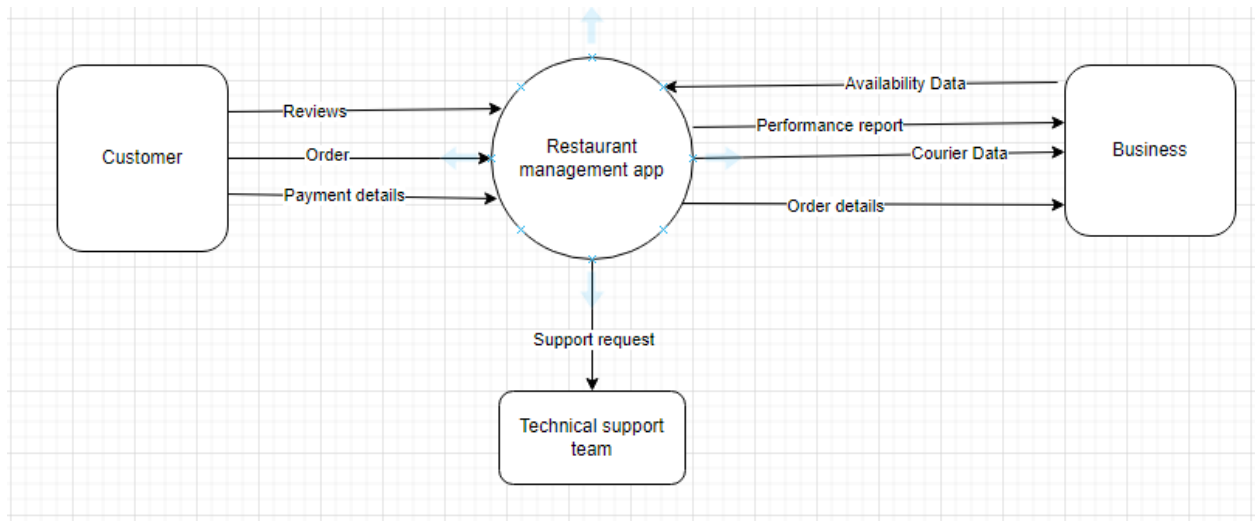 Customer
Reviews
Order
Payment details
Restaurant
management app
Availability Data
Performance report
Courier Data
Order details
Business
Support request
Technical support
team